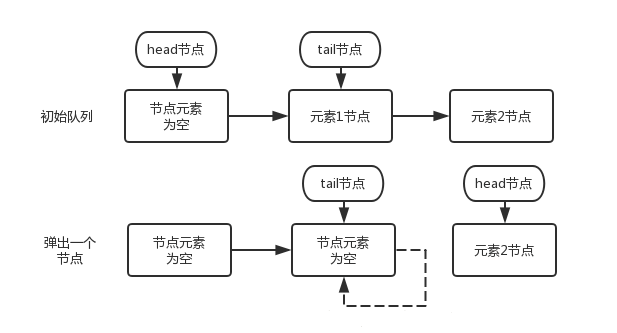 head节点
tail节点
初始队列
节点元素
为空
元素1节点
元素2节点
tail节点
head节点
弹出一个
节点
节点元素
为空
节点元素
为空
元素2节点